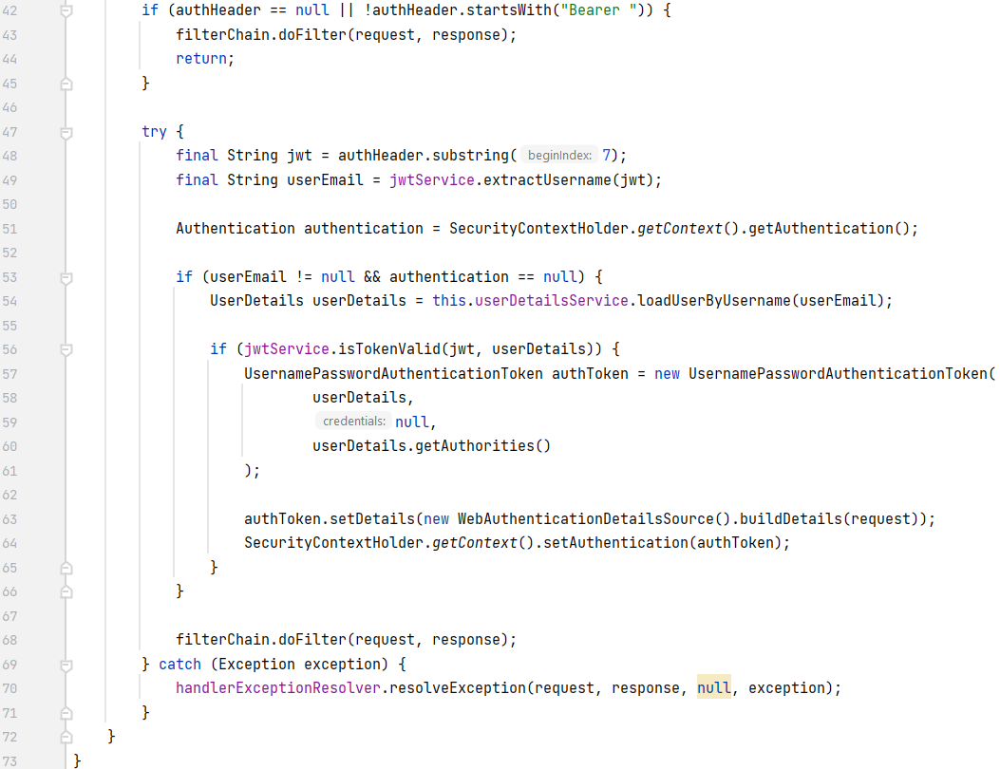 42 if (authHeader == null || !authHeader.startsWith("Bearer ")) {
43 filterChain.doFilter(request, response);
44 return;
45 }
46
47 try {
48 final String jwt = authHeader.substring( beginIndex: 7);
49 final String userEmail = jwtService.extractUsername(jwt);
50
51 Authentication authentication = SecurityContextHolder.getContext().getAuthentication();
52
53 if (userEmail != null && authentication == null) {
54 UserDetails userDetails = this.userDetailsService.loadUserByUsername(userEmail);
55
56 if (jwtService.isTokenValid(jwt, userDetails)) {
57 UsernamePasswordAuthenticationToken authToken = new UsernamePasswordAuthenticationToken(
58 userDetails,
59 credentials: null,
60 userDetails.getAuthorities()
61 );
62
63 authToken.setDetails(new WebAuthenticationDetailsSource().buildDetails(request));
64 SecurityContextHolder.getContext().setAuthentication(authToken);
65 }
66 }
67
68 filterChain.doFilter(request, response);
69 } catch (Exception exception) {
70 handlerExceptionResolver.resolveException(request, response, null, exception);
71 }
72 }
73 }